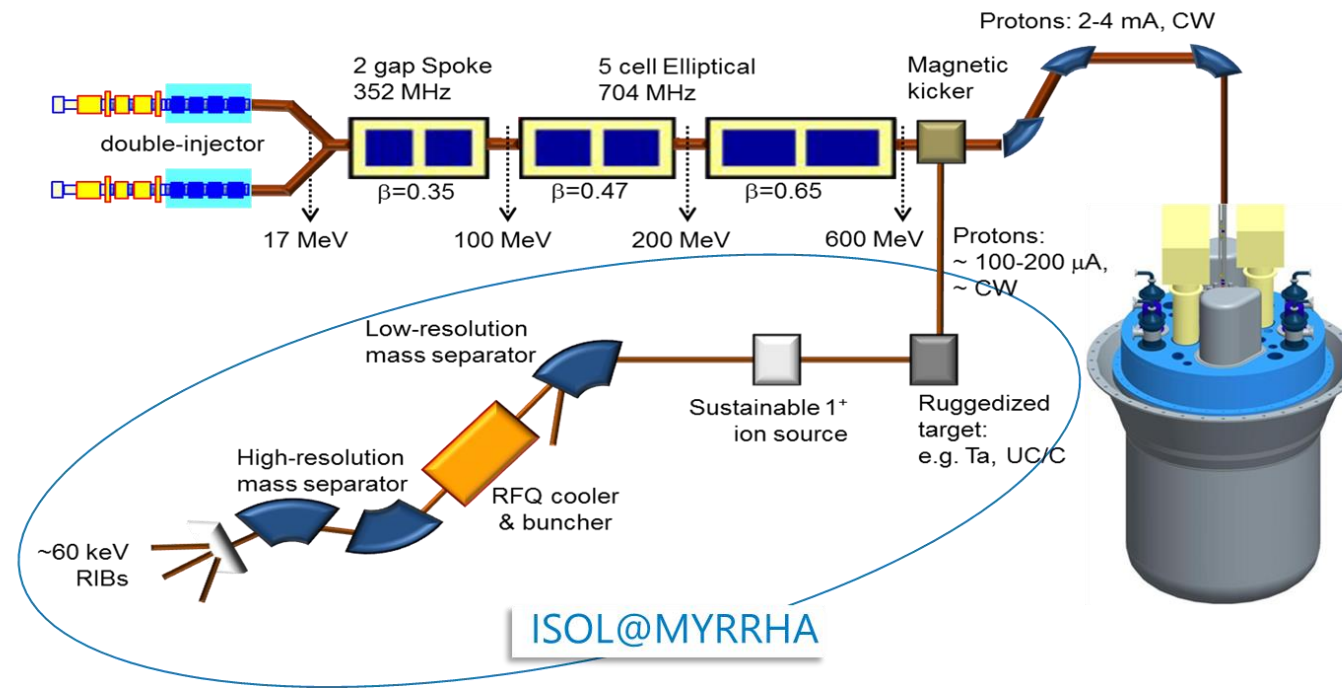 Protons: 2-4 mA, CW
2 gap Spoke
352 MHz
5 cell Elliptical
704 MHz
Magnetic
kicker
double-injector
β=0.35
β=0.47
β=0.65
17 MeV
100 MeV
200 MeV
600 MeV
Protons:
~ 100-200 μA,
~ CW
Low-resolution
mass separator
Sustainable 1⁺
ion source
Ruggedized
target:
e.g. Ta, UC/C
High-resolution
mass separator
RFQ cooler
& buncher
~60 keV
RIBs
ISOL@MYRRHA